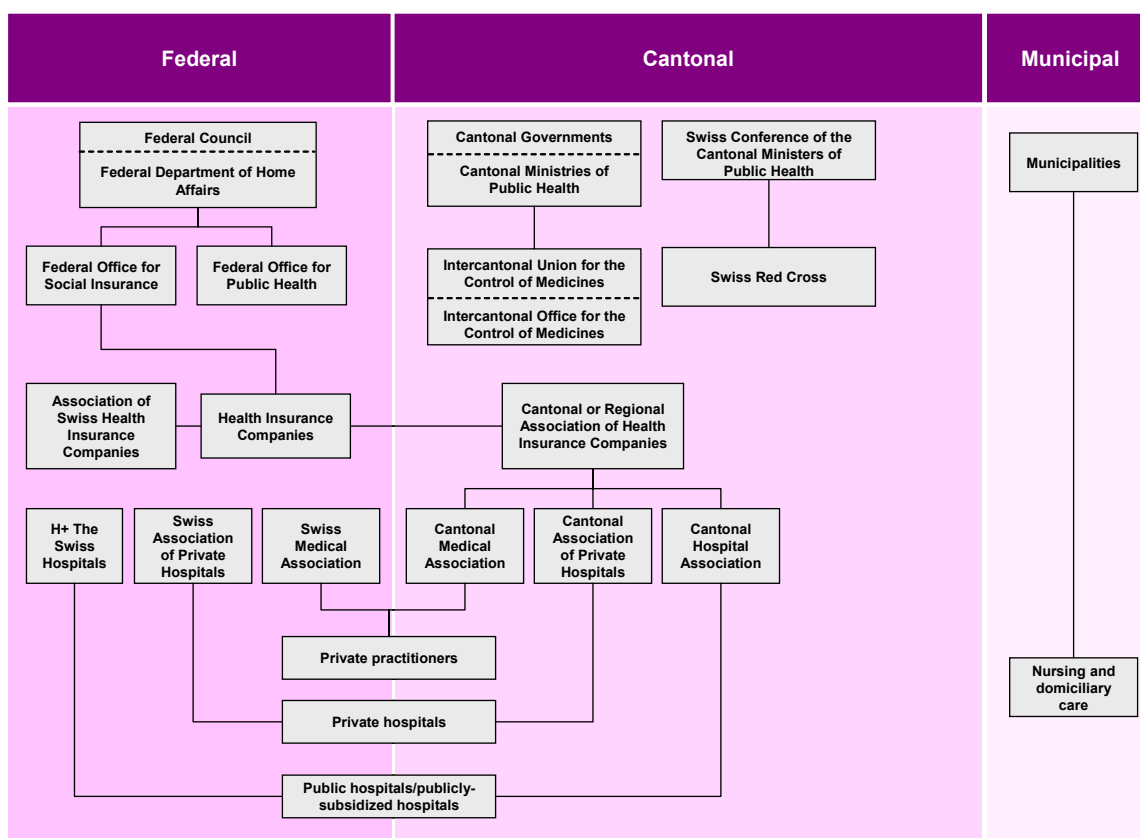 Federal
Cantonal
Municipal
Federal Council
Federal Department of Home
Affairs
Cantonal Governments
Cantonal Ministries of
Public Health
Swiss Conference of the
Cantonal Ministers of
Public Health
Municipalities
Federal Office for
Social Insurance
Federal Office for
Public Health
Intercantonal Union for the
Control of Medicines
Intercantonal Office for the
Control of Medicines
Swiss Red Cross
Association of
Swiss Health
Insurance
Companies
Health Insurance
Companies
Cantonal or Regional
Association of Health
Insurance Companies
H+ The
Swiss
Hospitals
Swiss
Association
of Private
Hospitals
Swiss
Medical
Association
Cantonal
Medical
Association
Cantonal
Association
of Private
Hospitals
Cantonal
Hospital
Association
Private practitioners
Nursing and
domiciliary
care
Private hospitals
Public hospitals/publicly-
subsidized hospitals